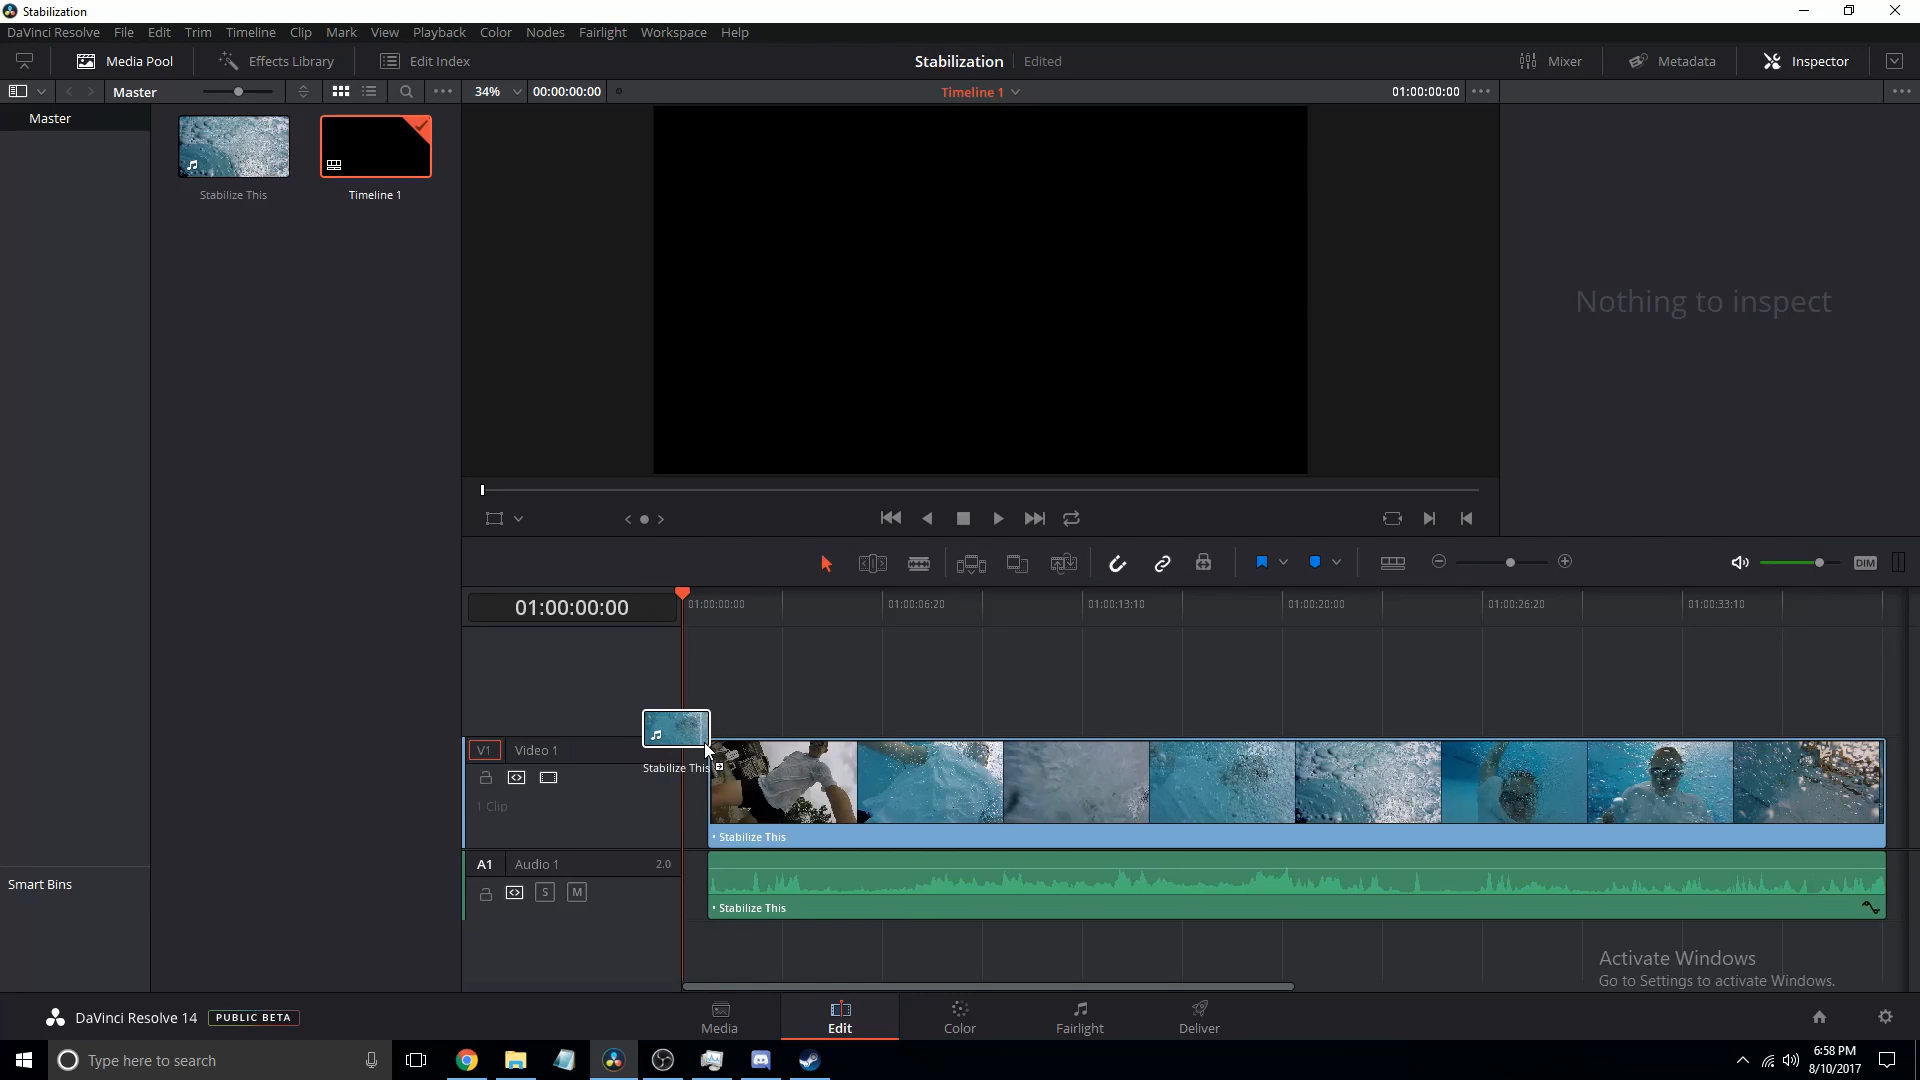 Stabilization
DaVinci Resolve File Edit Trim Timeline Clip Mark View Playback Color Nodes Fairlight Workspace Help
Media Pool Effects Library Edit Index Stabilization Edited Mixer Metadata Inspector
Master 34% 00:00:00:00 Timeline 1 01:00:00:00
Master
Stabilize This Timeline 1
Nothing to inspect
DIM
01:00:00:00 01:00:00:00 01:00:06:20 01:00:13:10 01:00:20:00 01:00:26:20 01:00:33:10
V1 Video 1
Stabilize This
1 Clip
Stabilize This
A1 Audio 1 2.0
Smart Bins
S M
Stabilize This
Activate Windows
Go to Settings to activate Windows.
DaVinci Resolve 14 PUBLIC BETA
Media Edit Color Fairlight Deliver
Type here to search
6:58 PM
8/10/2017